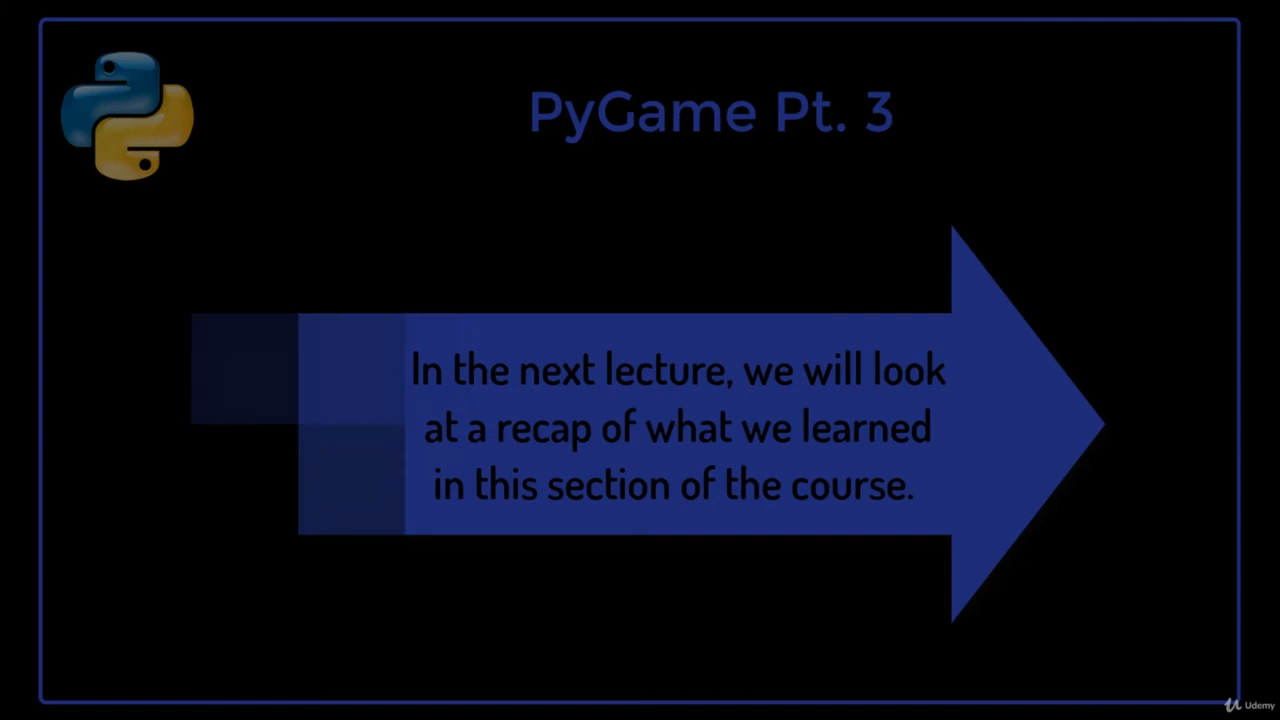 PyGame Pt. 3
In the next lecture, we will look
at a recap of what we learned
in this section of the course.
Udemy